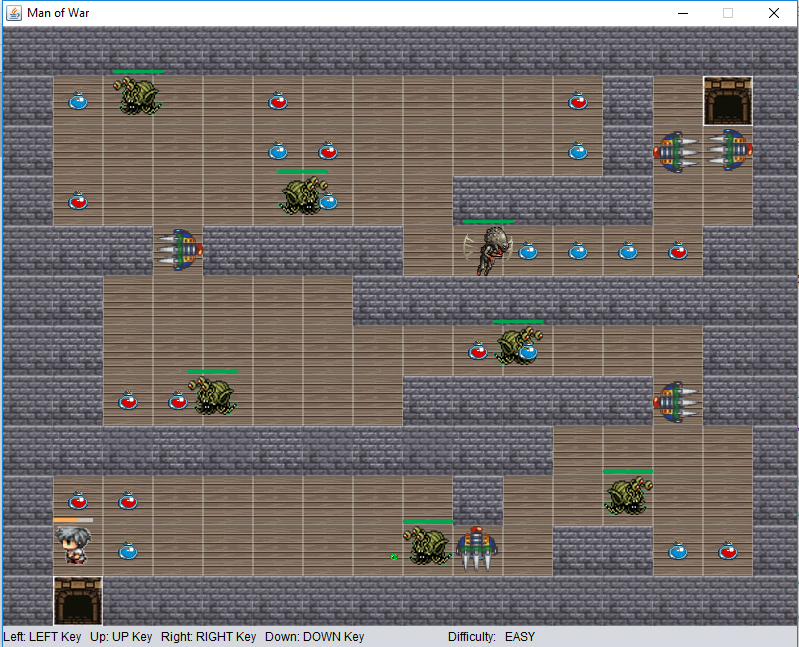 Man of War
Left: LEFT Key Up: UP Key Right: RIGHT Key Down: DOWN Key Difficulty: EASY